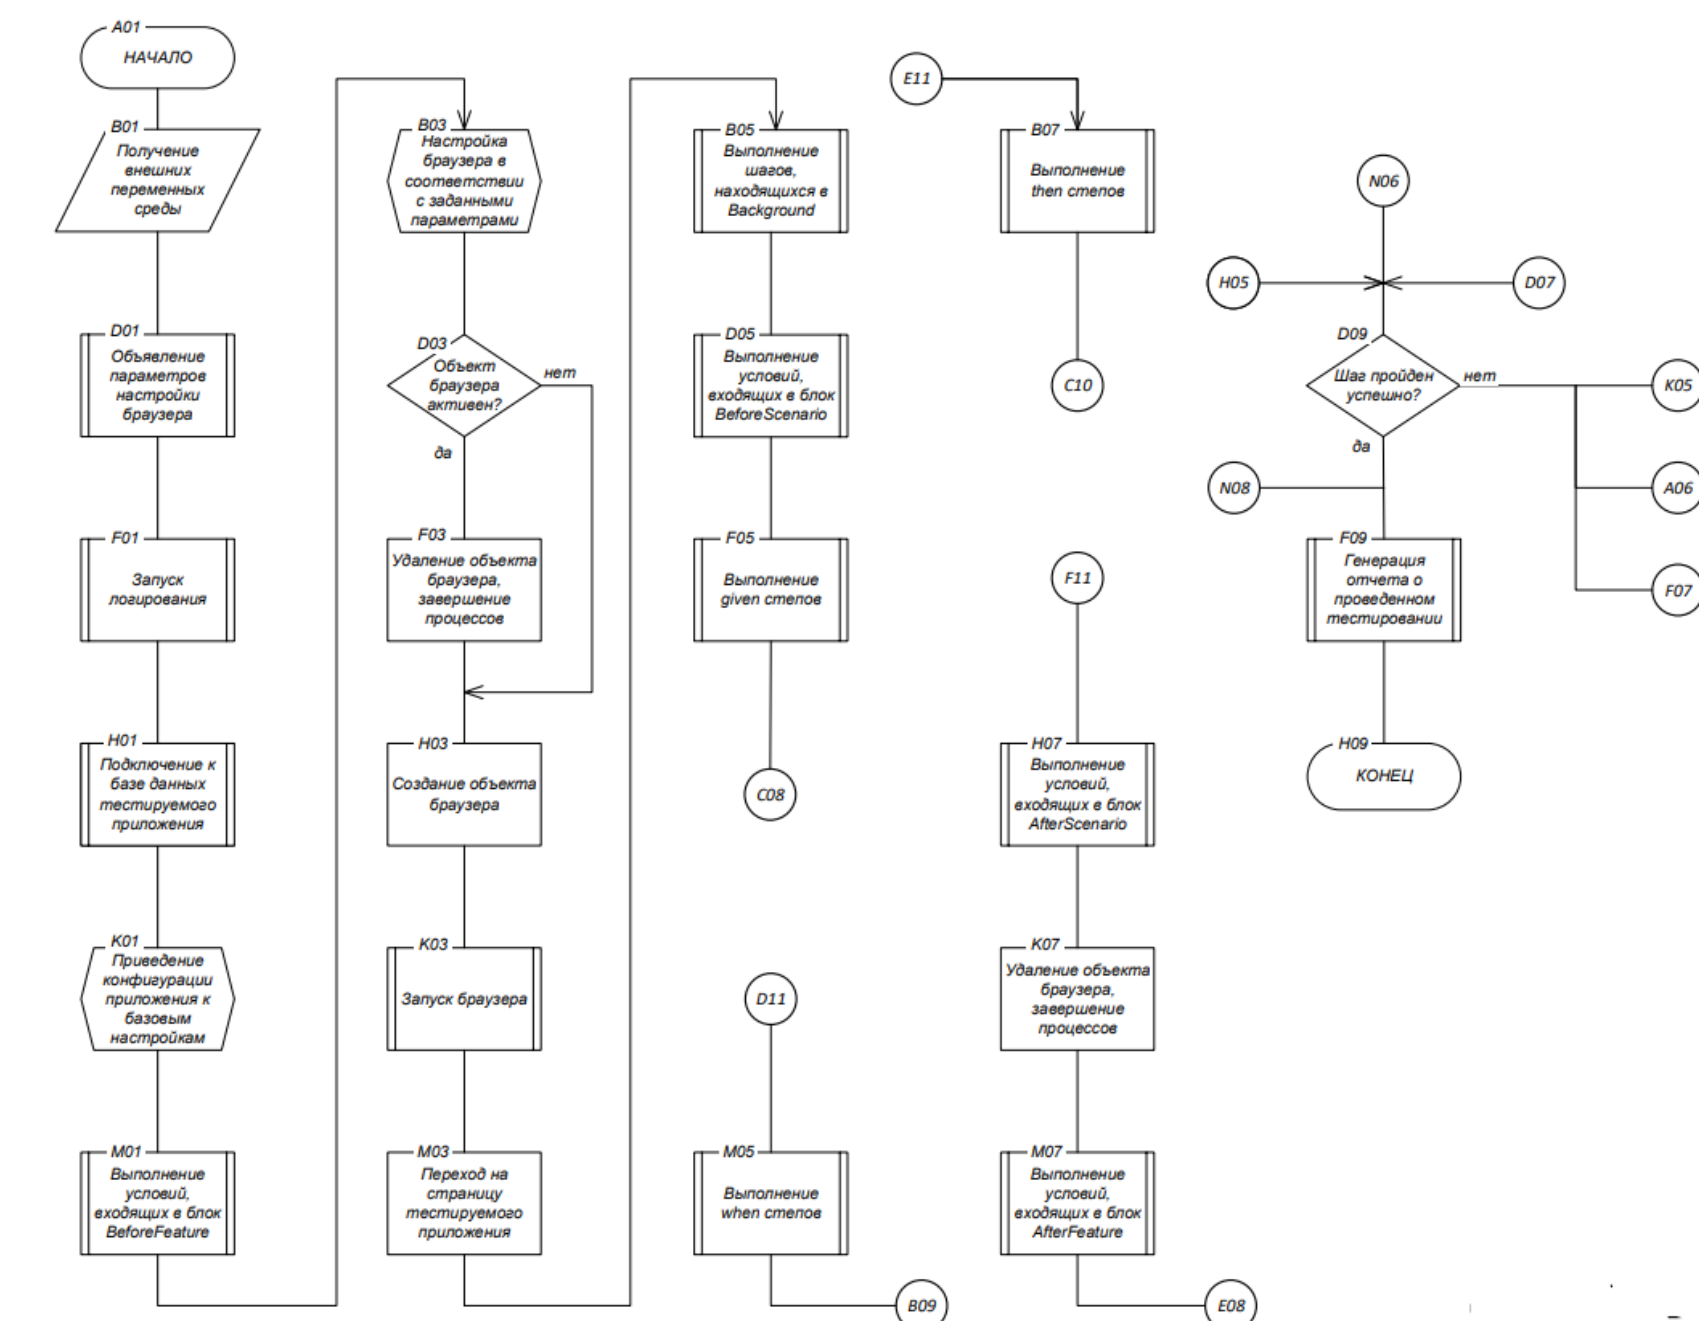 A01
НАЧАЛО
B01
Получение
внешних
переменных
среды
D01
Объявление
параметров
настройки
браузера
F01
Запуск
логирования
H01
Подключение к
базе данных
тестируемого
приложения
K01
Приведение
конфигурации
приложения к
базовым
настройкам
M01
Выполнение
условий,
входящих в блок
BeforeFeature
B03
Настройка
браузера в
соответствии
с заданными
параметрами
D03
Объект
браузера
активен?
нет
да
F03
Удаление объекта
браузера,
завершение
процессов
H03
Создание объекта
браузера
K03
Запуск браузера
M03
Переход на
страницу
тестируемого
приложения
B05
Выполнение
шагов,
находящихся в
Background
D05
Выполнение
условий,
входящих в блок
BeforeScenario
F05
Выполнение
given степов
C08
D11
M05
Выполнение
when степов
B09
E11
B07
Выполнение
then степов
C10
F11
H07
Выполнение
условий,
входящих в блок
AfterScenario
K07
Удаление объекта
браузера,
завершение
процессов
M07
Выполнение
условий,
входящих в блок
AfterFeature
E08
N06
H05
D07
D09
Шаг пройден
успешно?
нет
да
K05
A06
F07
N08
F09
Генерация
отчета о
проведенном
тестировании
H09
КОНЕЦ